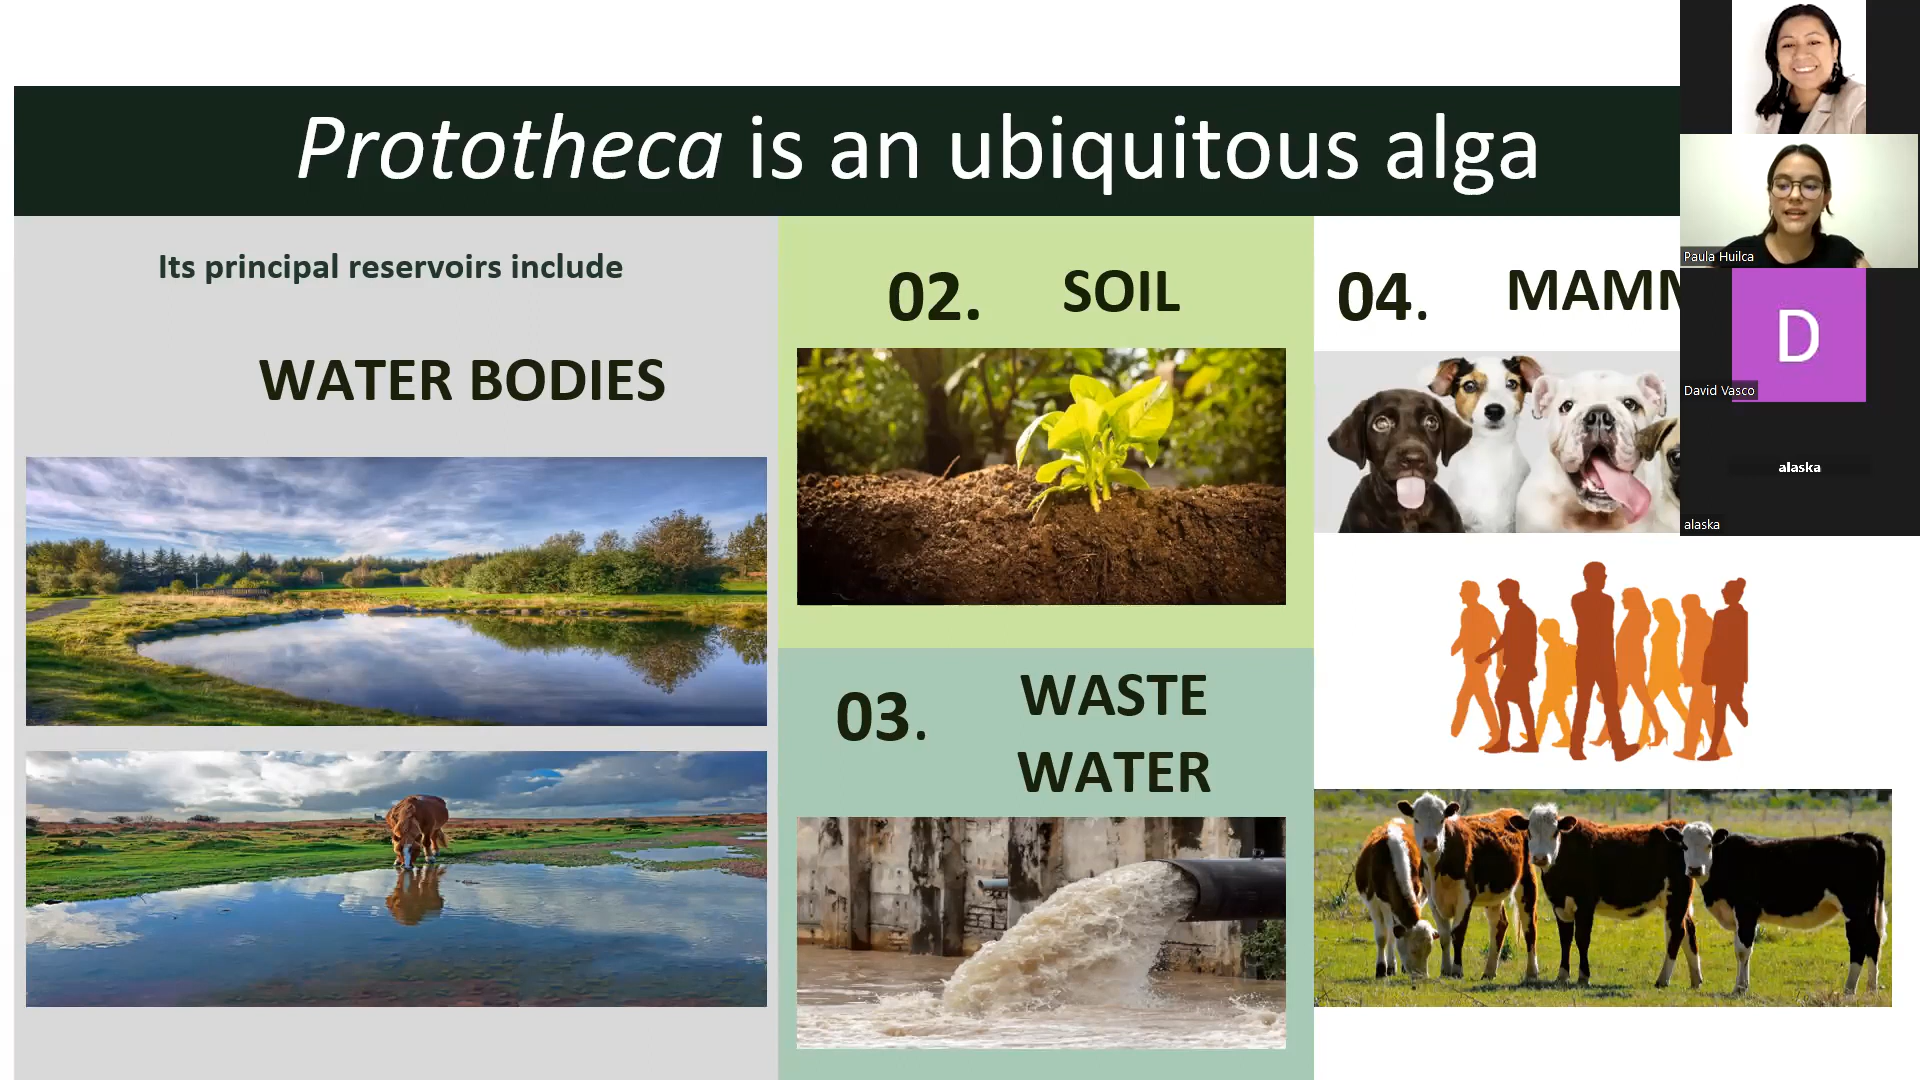 Prototheca is an ubiquitous alga
Its principal reservoirs include
WATER BODIES
02. SOIL
03. WASTE
WATER
04. MAMM
Paula Huilca
D
David Vasco
alaska
alaska